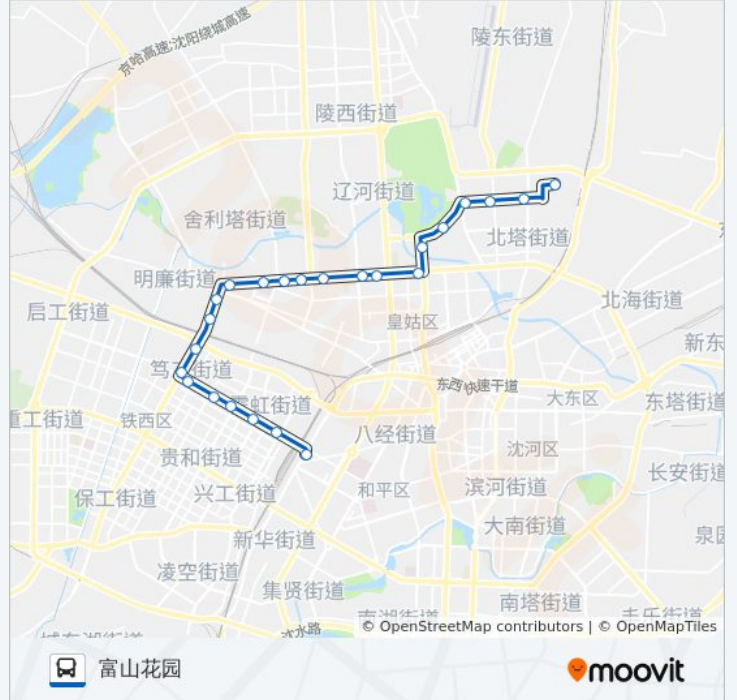 陵东街道
京哈高速;沈阳绕城高速
陵西街道
辽河街道
舍利塔街道
北塔街道
明廉街道
启工街道
北海街道
皇姑区
新东
街道
东西快速干道
大东区
东塔街道
霓虹街道
重工街道
铁西区
八经街道
贵和街道
沈河区
长安街道
保工街道
兴工街道
和平区
滨河街道
大南街道
泉园
新华街道
凌空街道
集贤街道
南塔街道
© OpenStreetMap contributors | © OpenMapTiles
富山花园
moovit